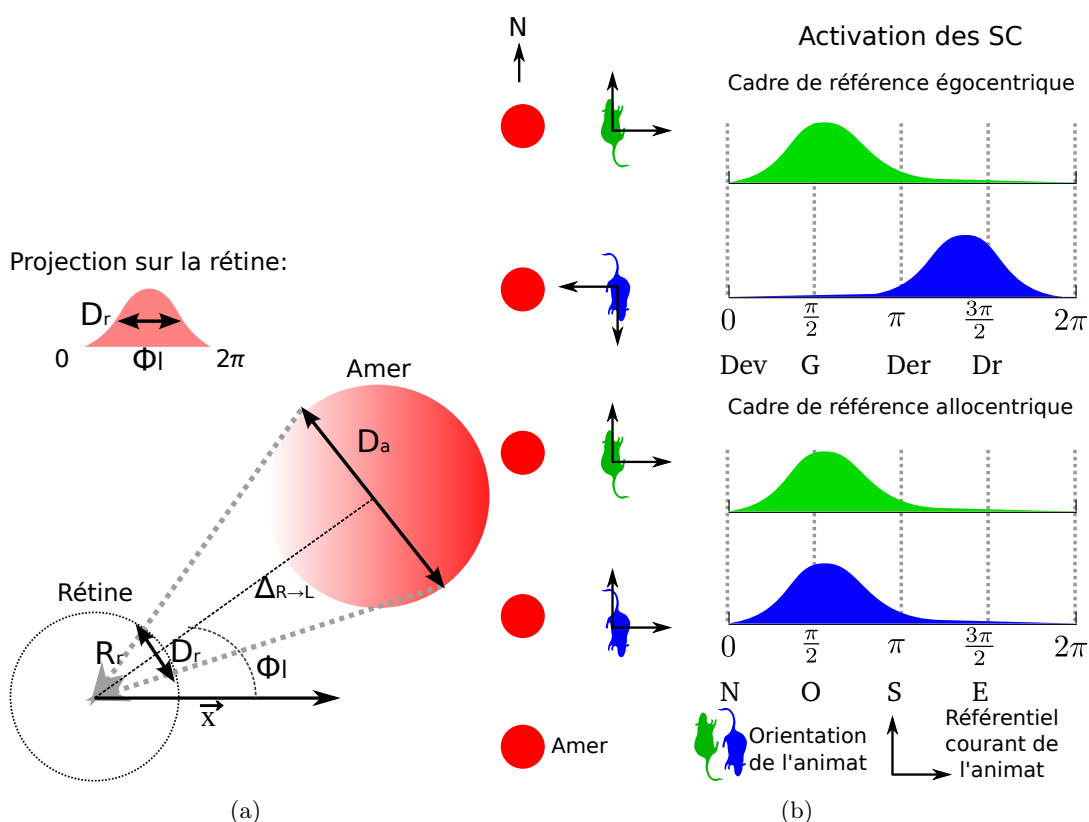 Projection sur la rétine:
Dr
0 Φl 2π
Amer
Da
ΔR→L
Rétine
Rr
Dr
Φl
x
(a)
N
Activation des SC
Cadre de référence égocentrique
0 π/2 π 3π/2 2π
Dev G Der Dr
Cadre de référence allocentrique
0 π/2 π 3π/2 2π
N O S E
Amer
Orientation
de l'animat
Référentiel
courant de
l'animat
(b)